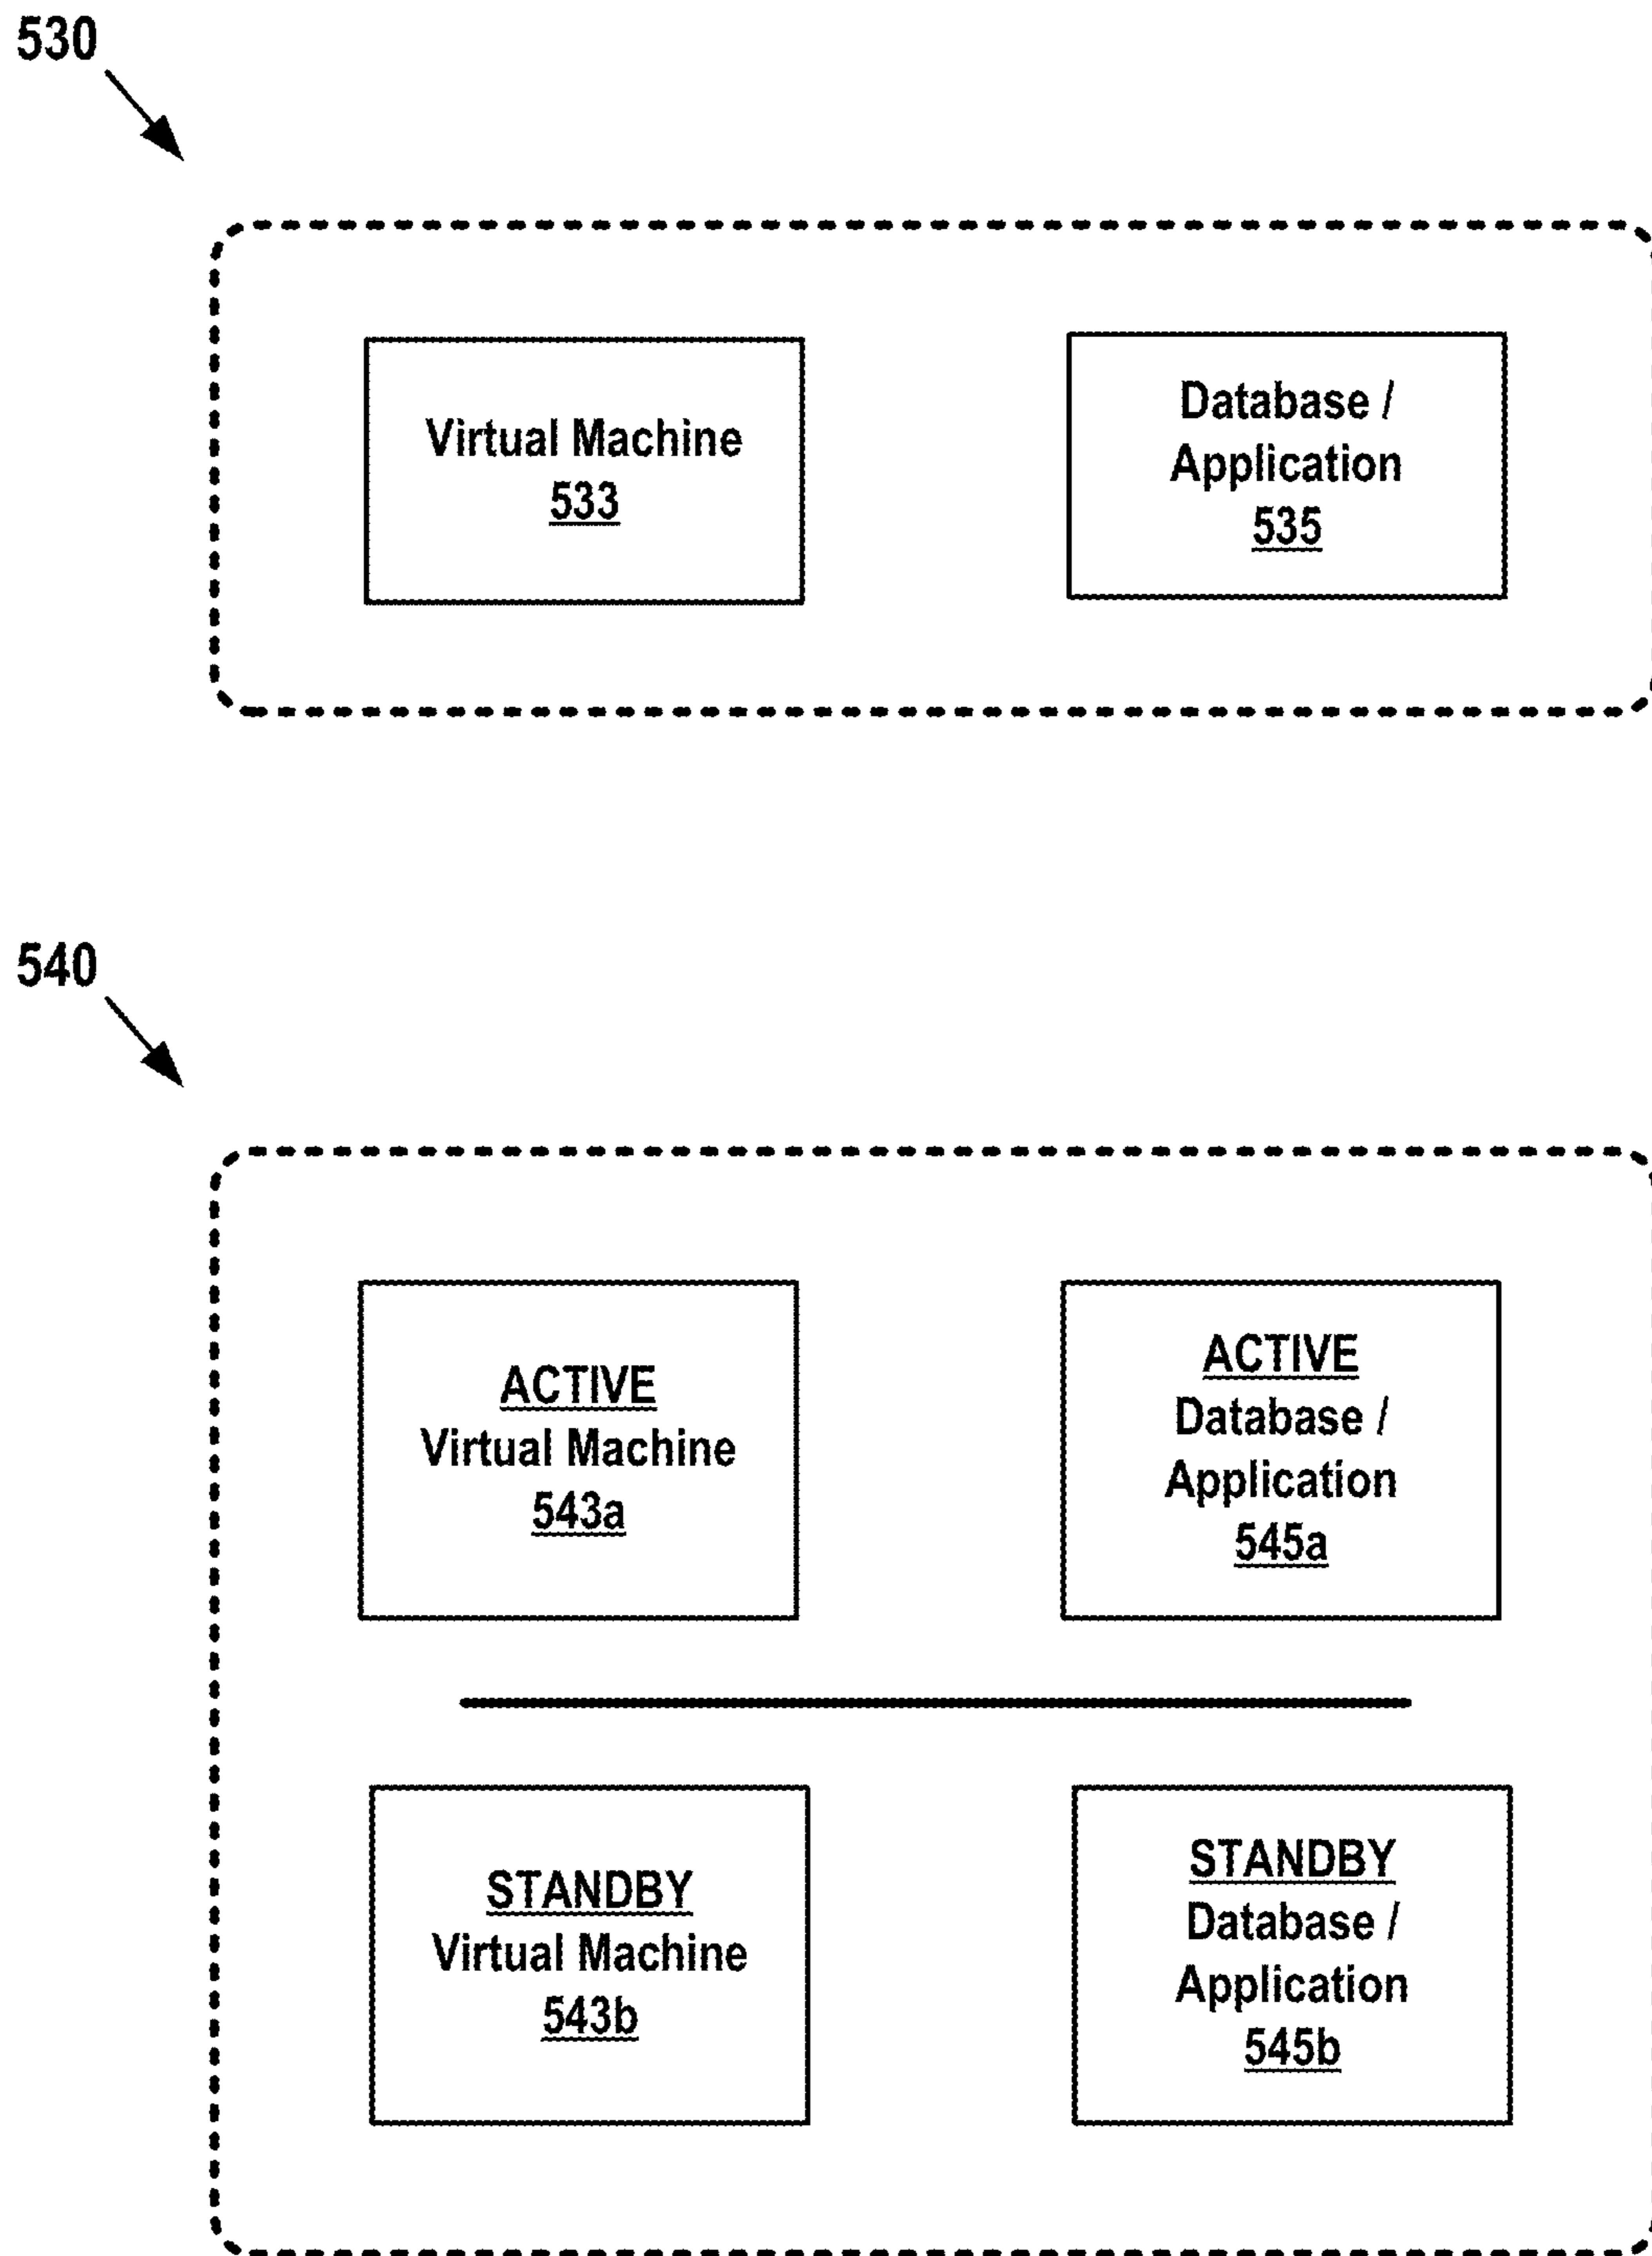 530
Virtual Machine
533
Database /
Application
535
540
ACTIVE
Virtual Machine
543a
ACTIVE
Database /
Application
545a
STANDBY
Virtual Machine
543b
STANDBY
Database /
Application
545b